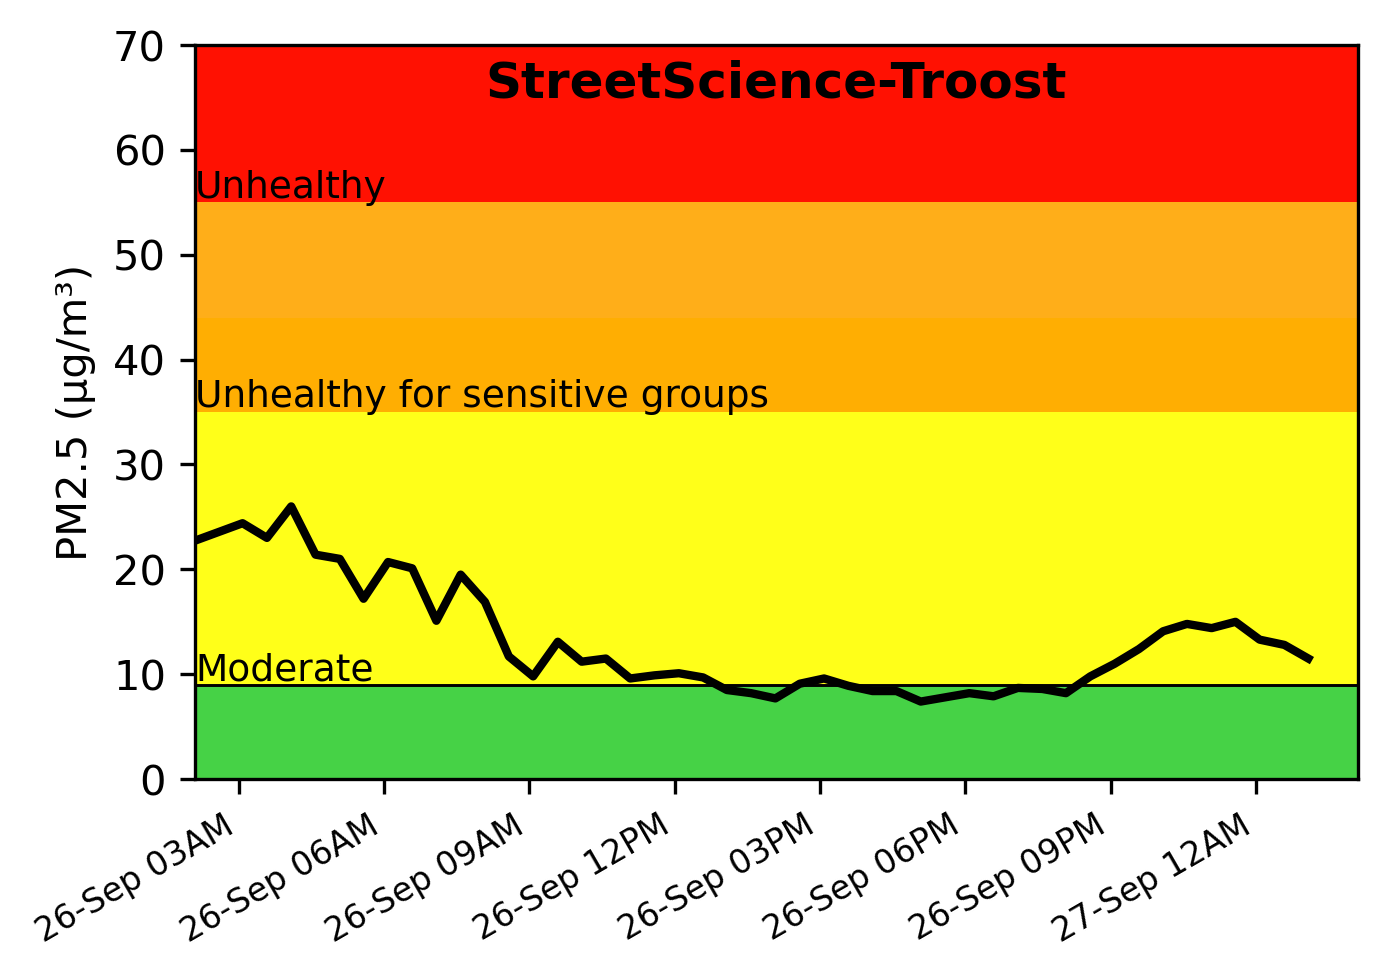 StreetScience-Troost
PM2.5 (µg/m³)
70
60
Unhealthy
50
40
Unhealthy for sensitive groups
30
20
Moderate
10
0
26-Sep 03AM
26-Sep 06AM
26-Sep 09AM
26-Sep 12PM
26-Sep 03PM
26-Sep 06PM
26-Sep 09PM
27-Sep 12AM